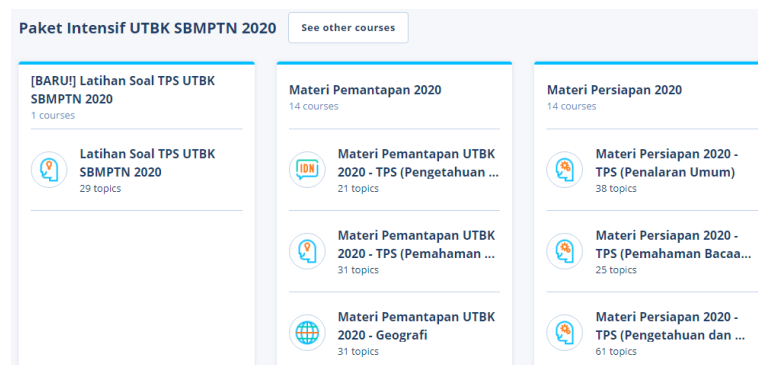 Paket Intensif UTBK SBMPTN 2020
See other courses
[BARU!] Latihan Soal TPS UTBK
SBMPTN 2020
1 courses
Latihan Soal TPS UTBK
SBMPTN 2020
29 topics
Materi Pemantapan 2020
14 courses
IDN
Materi Pemantapan UTBK
2020 - TPS (Pengetahuan ...
21 topics
Materi Pemantapan UTBK
2020 - TPS (Pemahaman ...
31 topics
Materi Pemantapan UTBK
2020 - Geografi
31 topics
Materi Persiapan 2020
14 courses
Materi Persiapan 2020 -
TPS (Penalaran Umum)
38 topics
Materi Persiapan 2020 -
TPS (Pemahaman Bacaa...
25 topics
Materi Persiapan 2020 -
TPS (Pengetahuan dan ...
61 topics